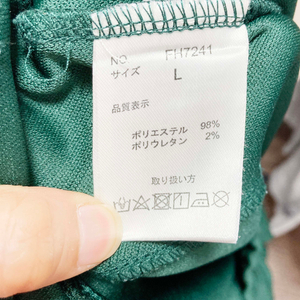 NO FH7241
サイズ L
品質表示
ポリエステル 98%
ポリウレタン 2%
取り扱い方